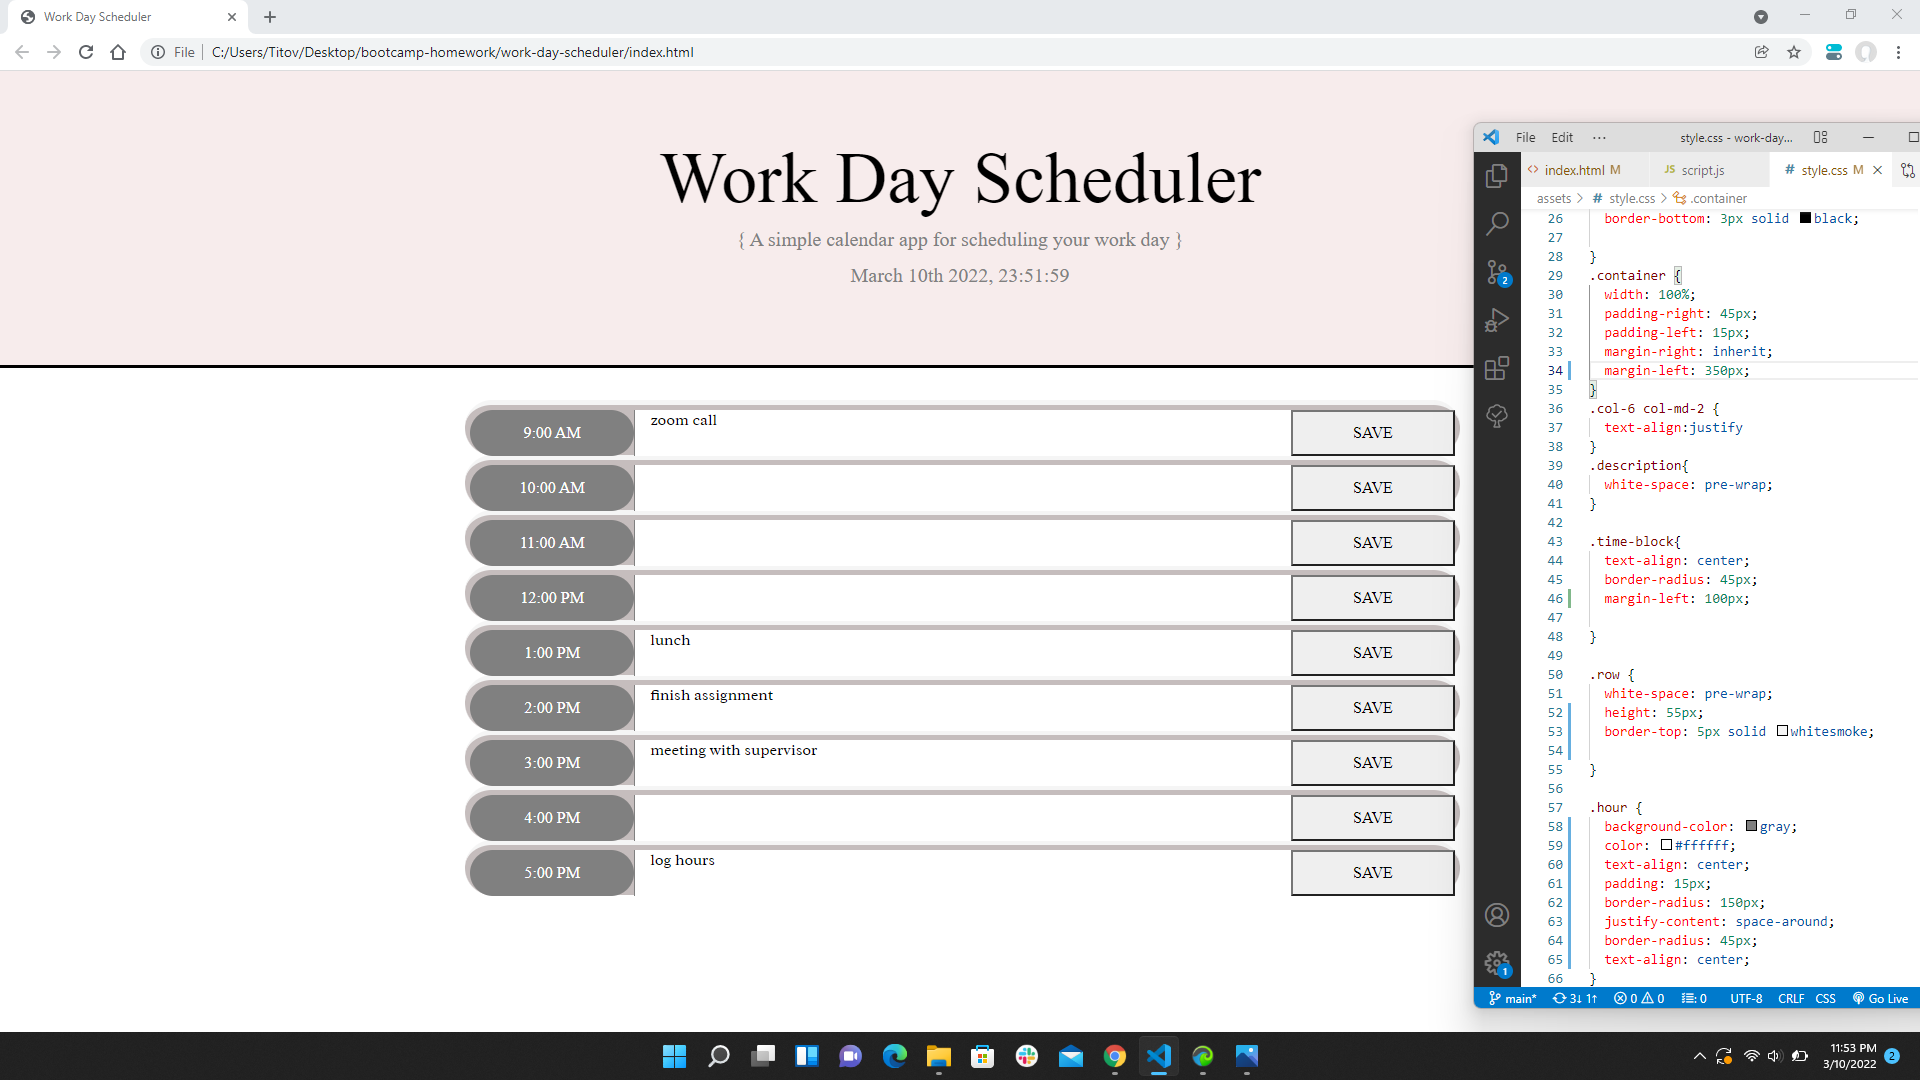 Work Day Scheduler
File
C:/Users/Titov/Desktop/bootcamp-homework/work-day-scheduler/index.html
Work Day Scheduler
{ A simple calendar app for scheduling your work day }
March 10th 2022, 23:51:59
9:00 AM zoom call SAVE
10:00 AM SAVE
11:00 AM SAVE
12:00 PM SAVE
1:00 PM lunch SAVE
2:00 PM finish assignment SAVE
3:00 PM meeting with supervisor SAVE
4:00 PM SAVE
5:00 PM log hours SAVE
File Edit ··· style.css - work-day...
<> index.html M JS script.js # style.css M
assets > # style.css > .container
26 border-bottom: 3px solid black;
27
28 }
29 .container {
30 width: 100%;
31 padding-right: 45px;
32 padding-left: 15px;
33 margin-right: inherit;
34 margin-left: 350px;
35 }
36 .col-6 col-md-2 {
37 text-align:justify
38 }
39 .description{
40 white-space: pre-wrap;
41 }
42
43 .time-block{
44 text-align: center;
45 border-radius: 45px;
46 margin-left: 100px;
47
48 }
49
50 .row {
51 white-space: pre-wrap;
52 height: 55px;
53 border-top: 5px solid whitesmoke;
54
55 }
56
57 .hour {
58 background-color: gray;
59 color: #ffffff;
60 text-align: center;
61 padding: 15px;
62 border-radius: 150px;
63 justify-content: space-around;
64 border-radius: 45px;
65 text-align: center;
66 }
2
1
main* 3↓ 1↑ 0 0 0 UTF-8 CRLF CSS Go Live
11:53 PM
3/10/2022
2